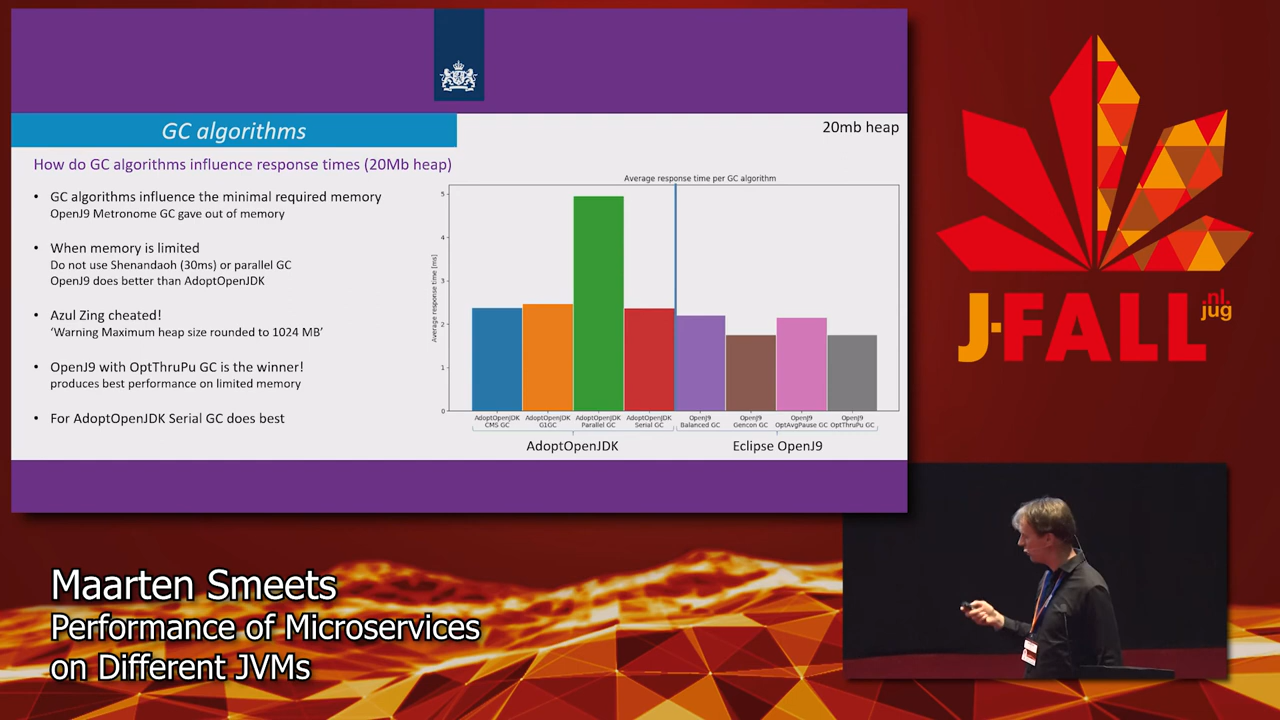 GC algorithms
20mb heap
How do GC algorithms influence response times (20Mb heap)
• GC algorithms influence the minimal required memory
OpenJ9 Metronome GC gave out of memory
• When memory is limited
Do not use Shenandaoh (30ms) or parallel GC
OpenJ9 does better than AdoptOpenJDK
• Azul Zing cheated!
‘Warning Maximum heap size rounded to 1024 MB’
• OpenJ9 with OptThruPu GC is the winner!
produces best performance on limited memory
• For AdoptOpenJDK Serial GC does best
Average response time per GC algorithm
Average response time [ms]
5
4
3
2
1
0
AdoptOpenJDK
CMS GC
AdoptOpenJDK
G1GC
AdoptOpenJDK
Parallel GC
AdoptOpenJDK
Serial GC
OpenJ9
Balanced GC
OpenJ9
Gencon GC
OpenJ9
OptAvgPause GC
OpenJ9
OptThruPu GC
AdoptOpenJDK
Eclipse OpenJ9
J-FALL
.nl
jug
Maarten Smeets
Performance of Microservices
on Different JVMs